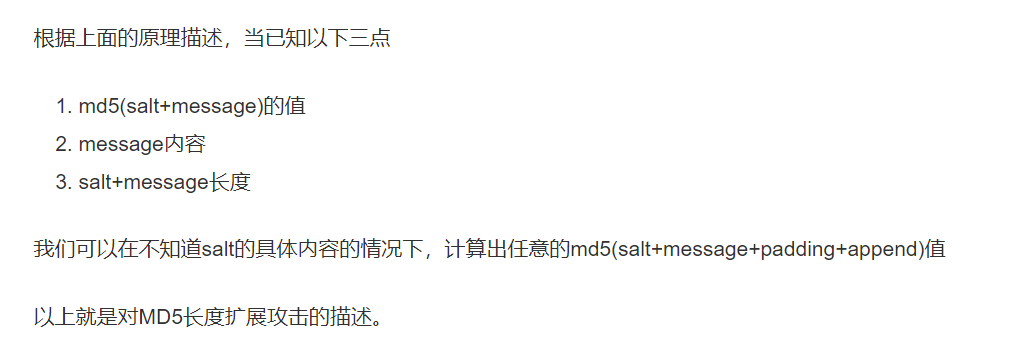 根据上面的原理描述，当已知以下三点
1. md5(salt+message)的值
2. message内容
3. salt+message长度
我们可以在不知道salt的具体内容的情况下，计算出任意的md5(salt+message+padding+append)值
以上就是对MD5长度扩展攻击的描述。